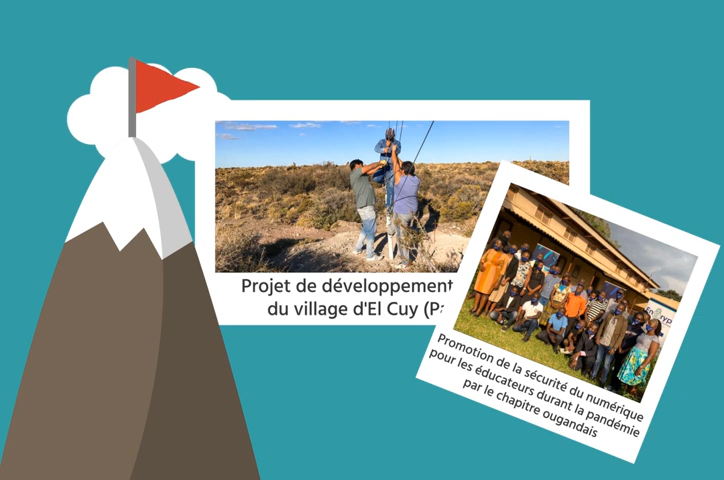 Projet de développement
du village d'El Cuy
Promotion de la sécurité du numérique
pour les éducateurs durant la pandémie
par le chapitre ougandais